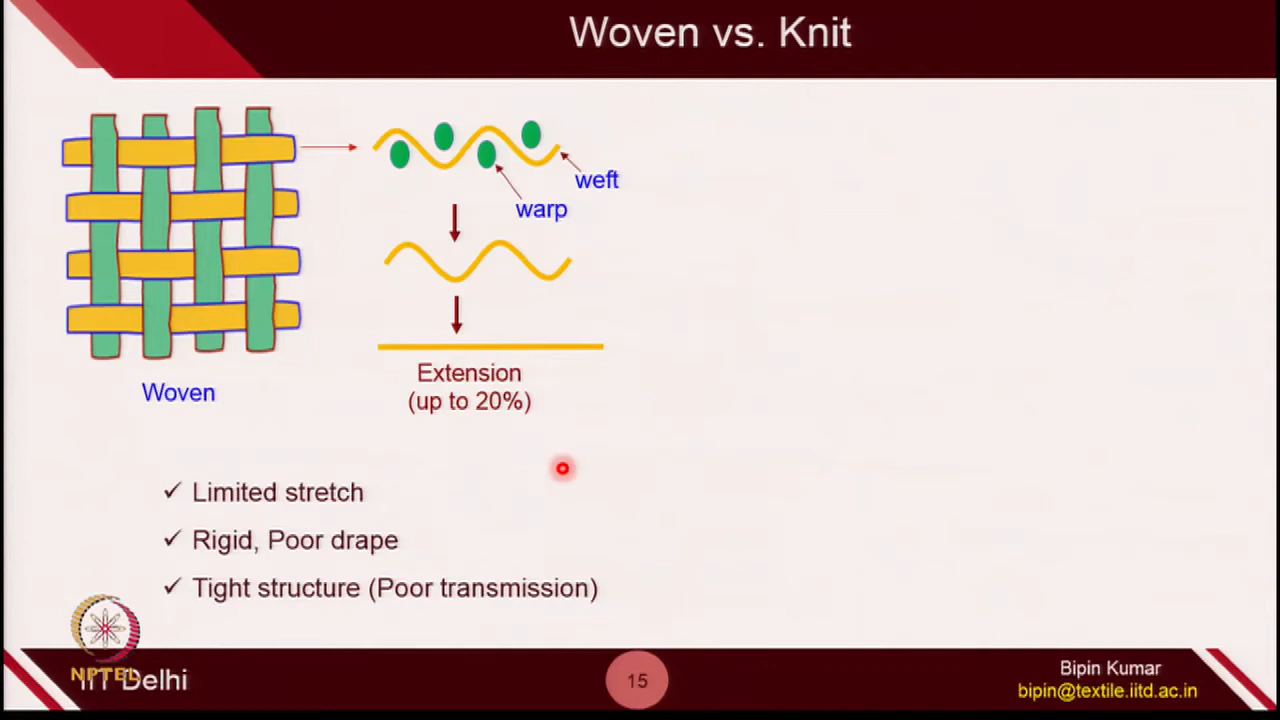 Woven vs. Knit
weft
warp
Extension
(up to 20%)
Woven
✓ Limited stretch
✓ Rigid, Poor drape
✓ Tight structure (Poor transmission)
NPTEL
IIT Delhi
15
Bipin Kumar
bipin@textile.iitd.ac.in